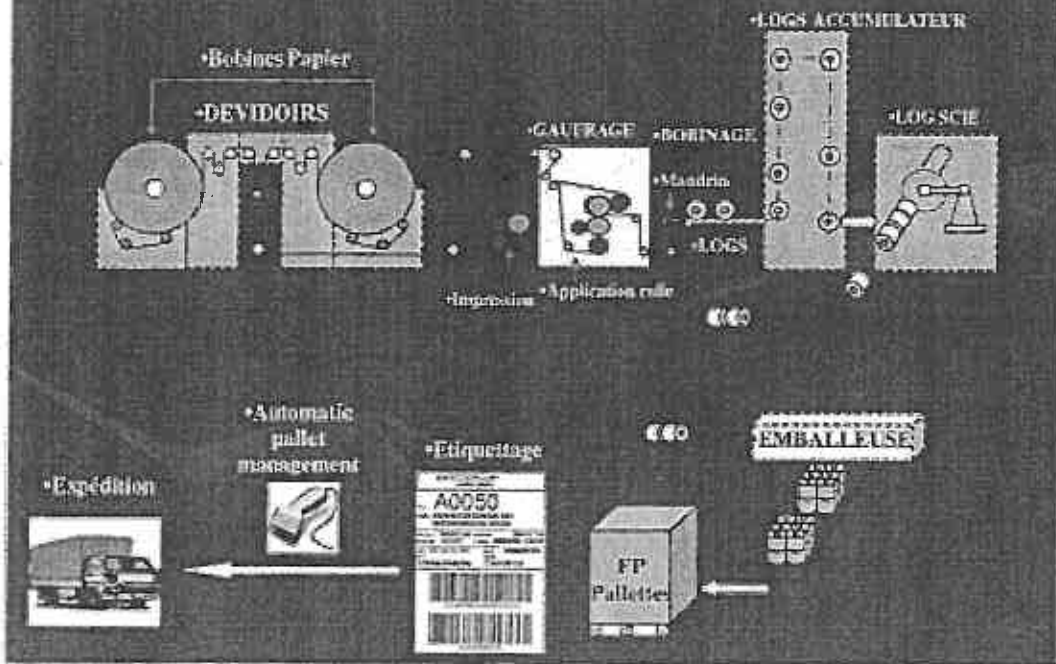 •LOGS ACCUMULATEUR
•Bobines Papier
•DEVIDOIRS
•GAUFRAGE
•BOBINAGE
•LOG SCIE
•Mandrin
•LOGS
•Impression
•Application colle
•Automatic
pallet
management
•Etiquettage
EMBALLEUSE
•Expédition
A0050
FP
Pallettes